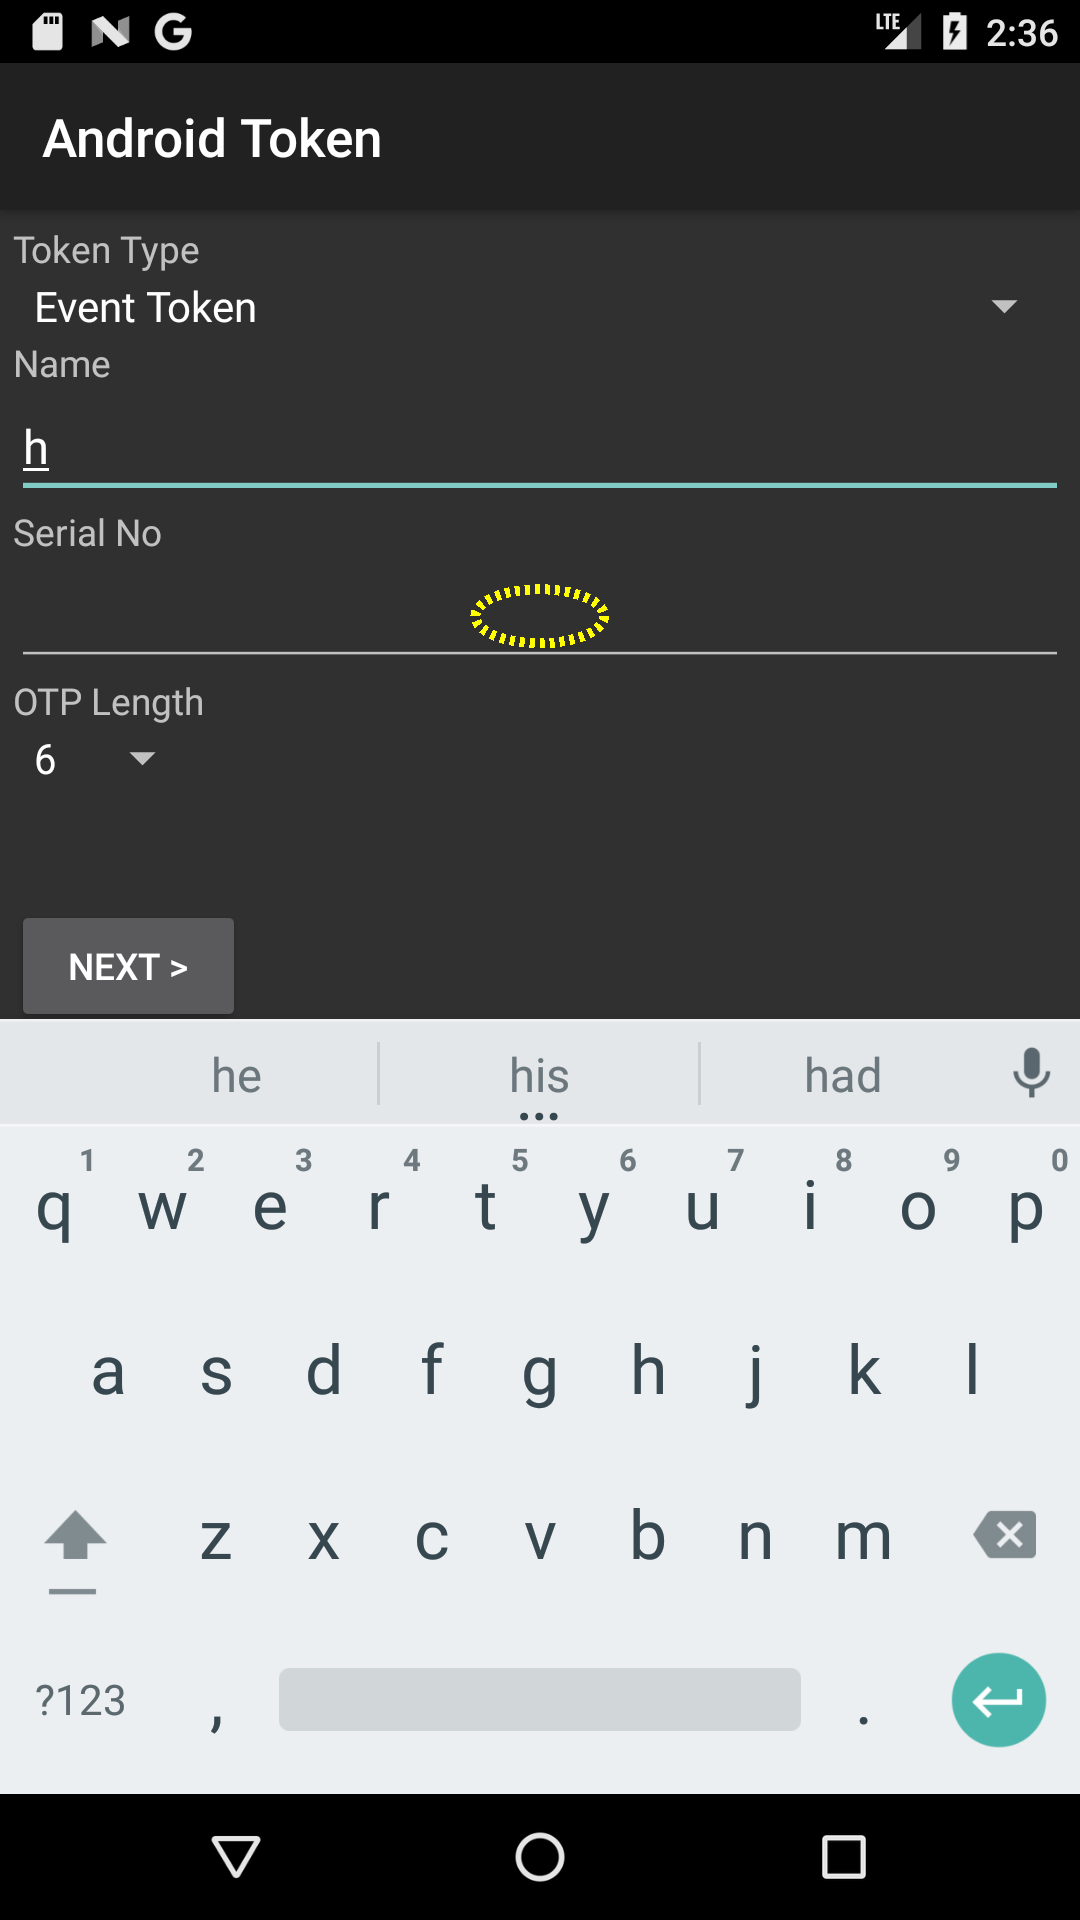 LTE 2:36
Android Token
Token Type
Event Token
Name
h
Serial No
OTP Length
6
NEXT >
he his had
1 2 3 4 5 6 7 8 9 0
q w e r t y u i o p
a s d f g h j k l
z x c v b n m
?123 , .